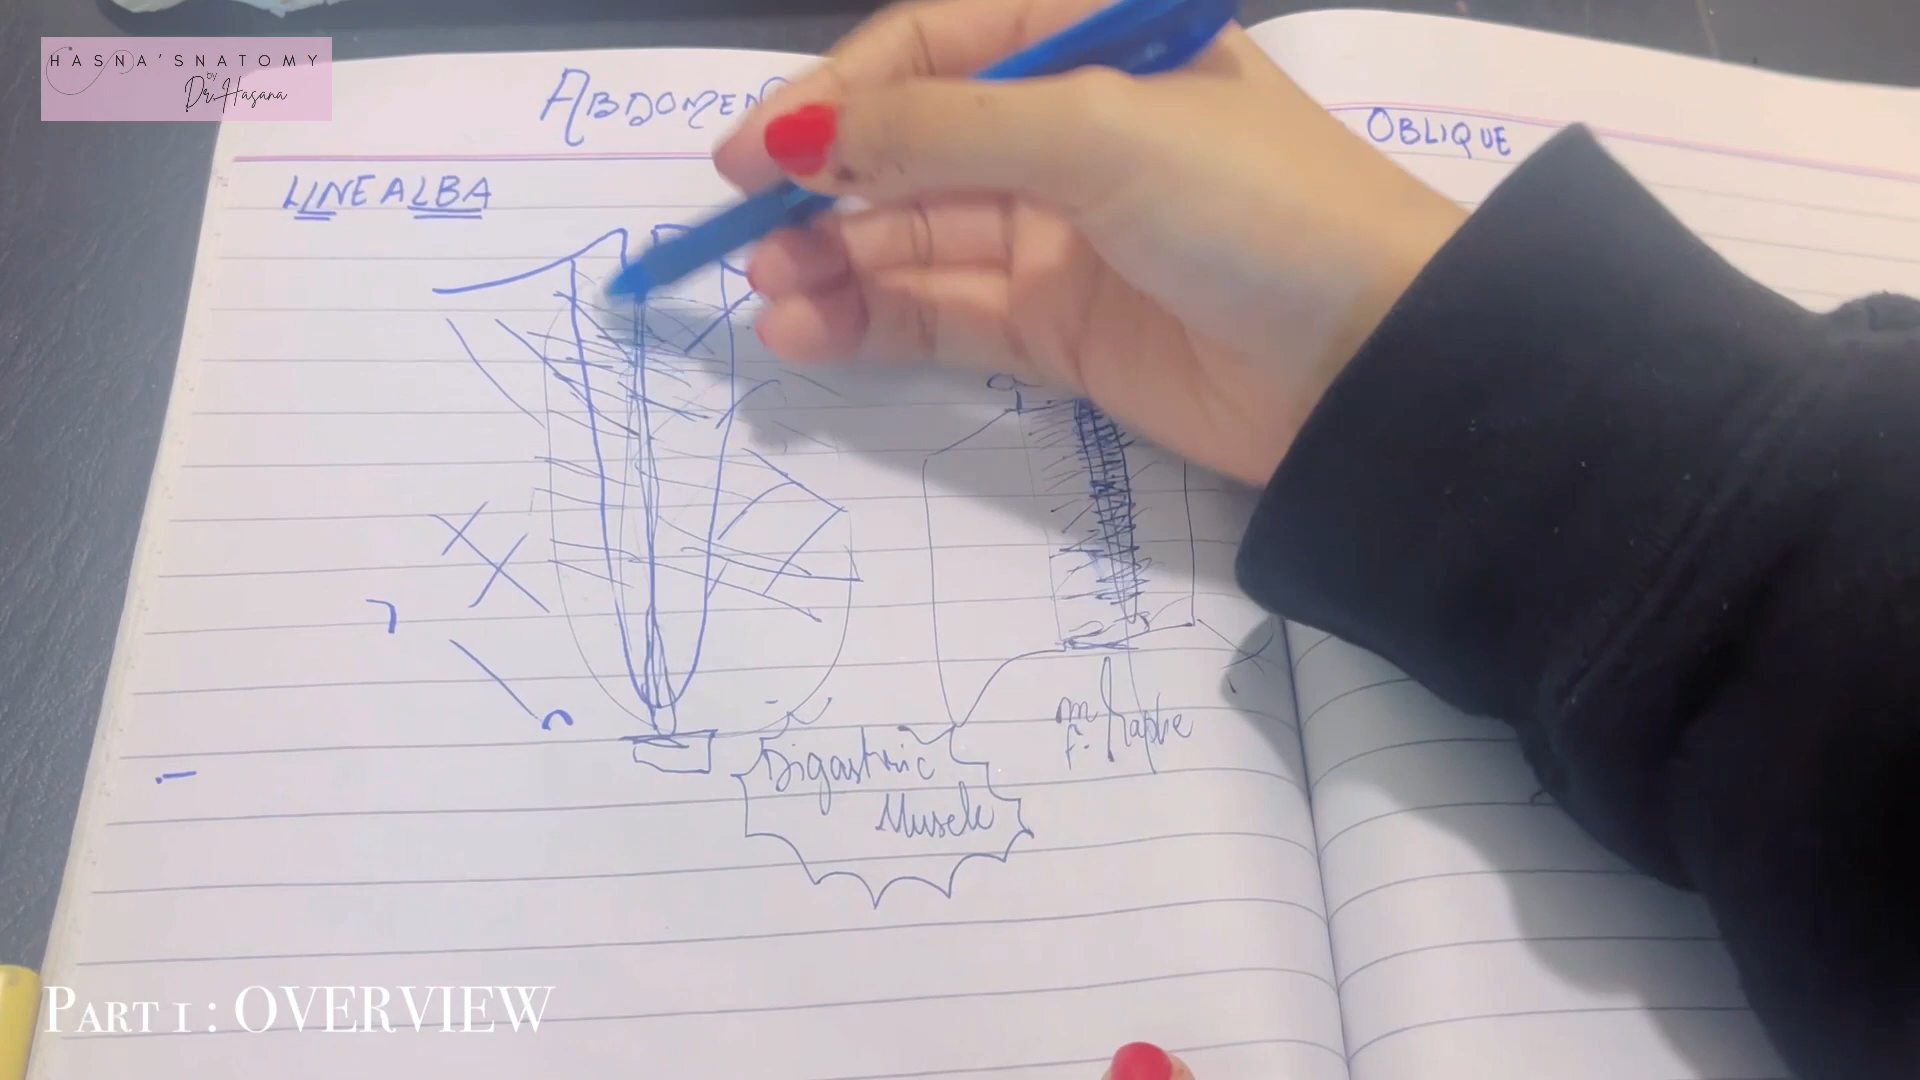 HASNA'SNATOMY
by
Dr.Hasana
ABDOMEN
OBLIQUE
LINEALBA
m
f. Raphe
Digastric
Muscle
PART 1 : OVERVIEW